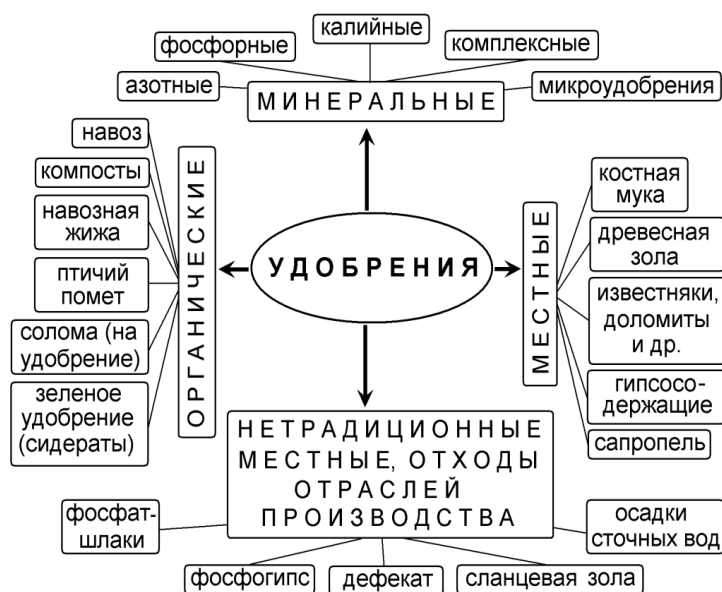 фосфорные
калийные
комплексные
азотные
МИНЕРАЛЬНЫЕ
микроудобрения
навоз
компосты
навозная
жижа
птичий
помет
солома (на
удобрение)
зеленое
удобрение
(сидераты)
ОРГАНИЧЕСКИЕ
УДОБРЕНИЯ
МЕСТНЫЕ
костная
мука
древесная
зола
известняки,
доломиты
и др.
гипсосо-
держащие
сапропель
НЕТРАДИЦИОННЫЕ
МЕСТНЫЕ, ОТХОДЫ
ОТРАСЛЕЙ
ПРОИЗВОДСТВА
фосфат-
шлаки
фосфогипс
дефекат
сланцевая зола
осадки
сточных вод